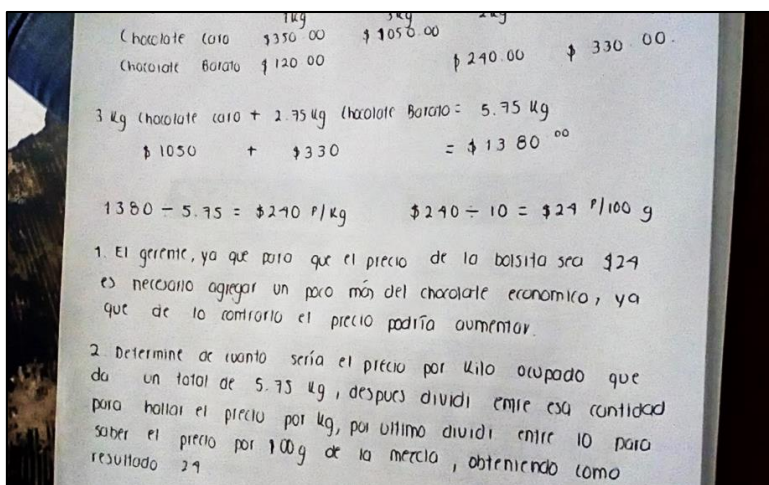 1kg 3kg 2kg
Chocolate caro $350.00 $1050.00
Chocolate Barato $120.00 $240.00 $330.00.
3 Kg Chocolate caro + 2.75 Kg Chocolate Barato = 5.75 Kg
$1050 + $330 = $1380.00
1380 ÷ 5.75 = $240 P/Kg $240 ÷ 10 = $24 P/100 g
1. El gerente, ya que para que el precio de la bolsita sea $24
es necesario agregar un poco más del chocolate economico, ya
que de lo contrario el precio podría aumentar.
2. Determine de cuanto sería el precio por kilo ocupado que
da un total de 5.75 Kg, despues dividi entre esa cantidad
para hallar el precio por kg, por ultimo dividi entre 10 para
saber el precio por 100g de la mezcla, obteniendo como
resultado 24